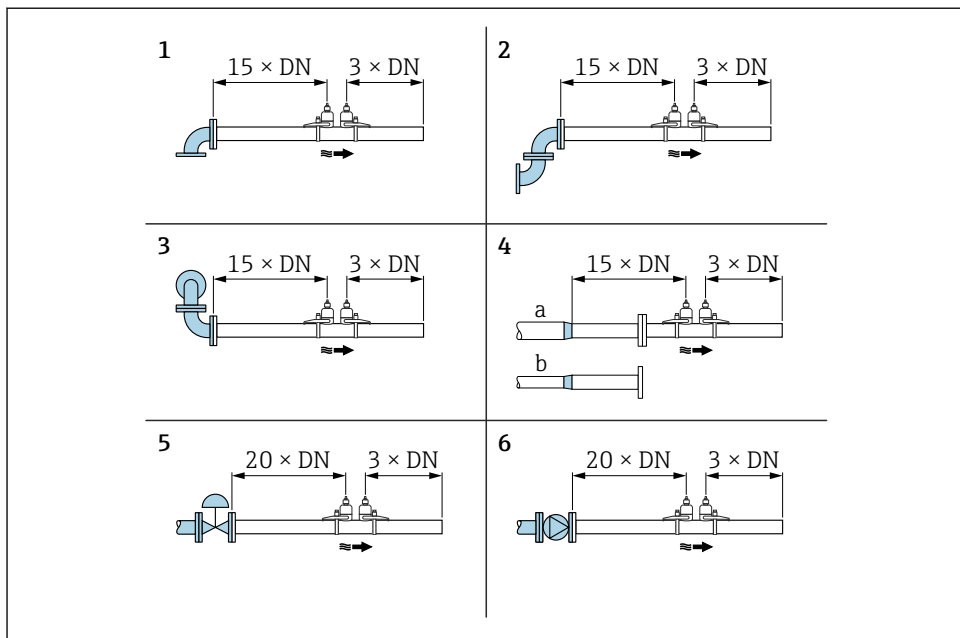 1
15 × DN
3 × DN
2
15 × DN
3 × DN
3
15 × DN
3 × DN
4
15 × DN
3 × DN
a
b
5
20 × DN
3 × DN
6
20 × DN
3 × DN